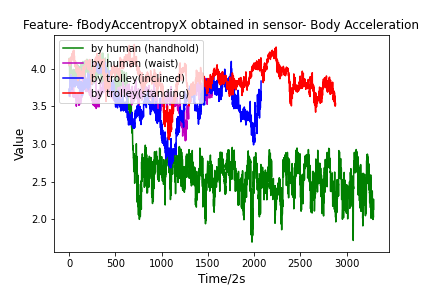 Feature- fBodyAccentropyX obtained in sensor- Body Acceleration
by human (handhold)
by human (waist)
by trolley(inclined)
by trolley(standing)
4.0
3.5
3.0
2.5
2.0
Value
0 500 1000 1500 2000 2500 3000
Time/2s